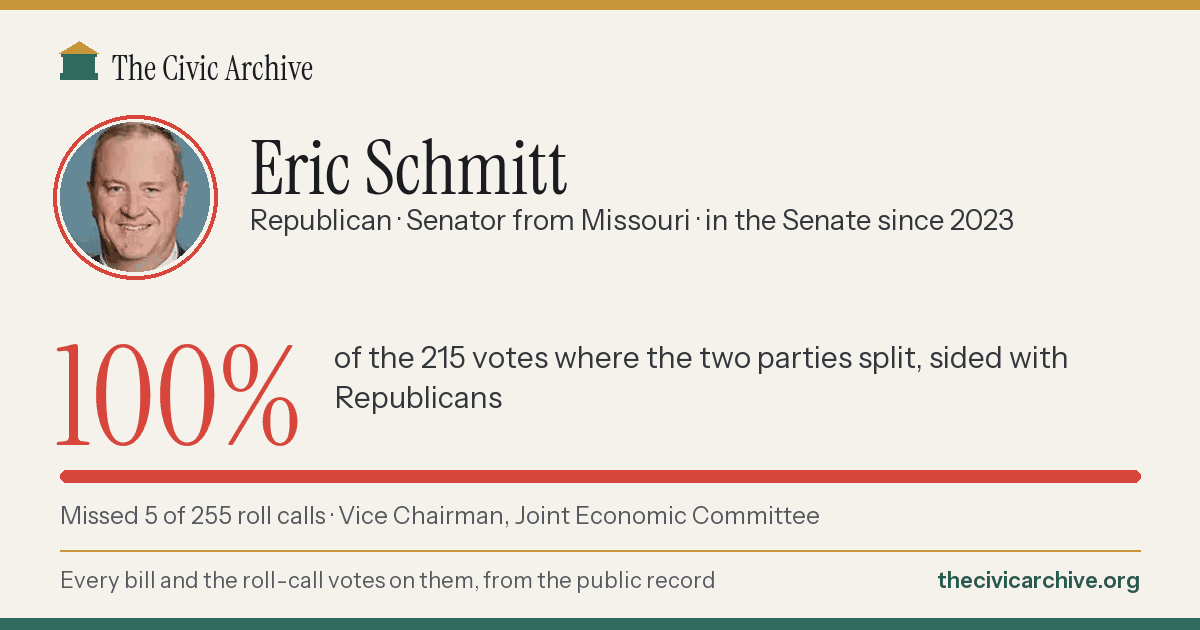 The Civic Archive
Eric Schmitt
Republican · Senator from Missouri · in the Senate since 2023
100%
of the 215 votes where the two parties split, sided with
Republicans
Missed 5 of 255 roll calls · Vice Chairman, Joint Economic Committee
Every bill and the roll-call votes on them, from the public record
thecivicarchive.org